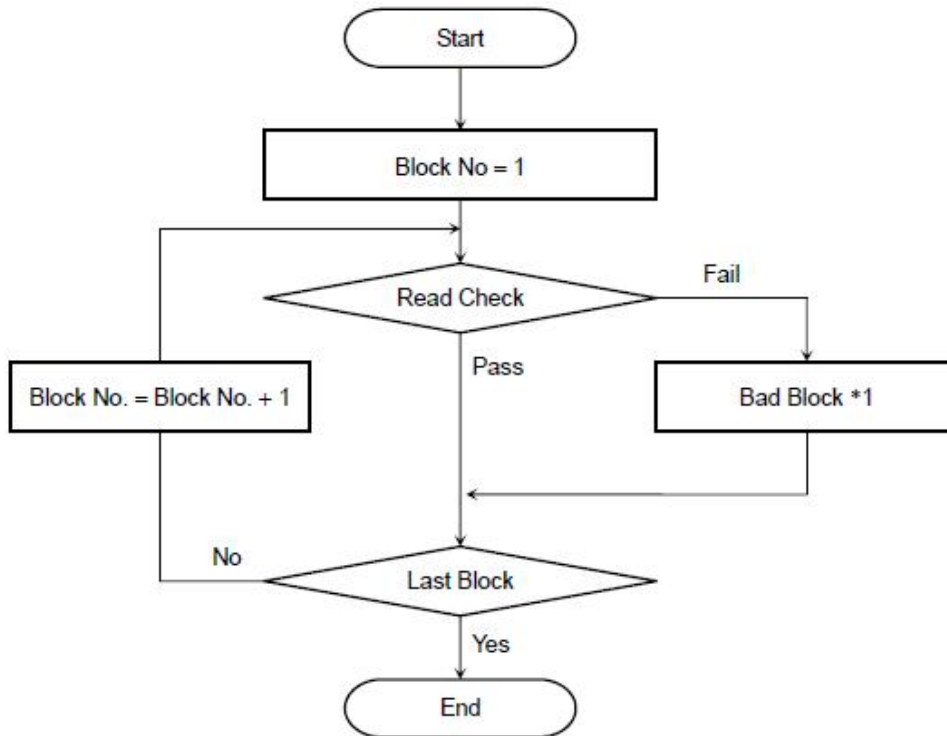 Start
Block No = 1
Read Check
Fail
Pass
Block No. = Block No. + 1
Bad Block *1
No
Last Block
Yes
End